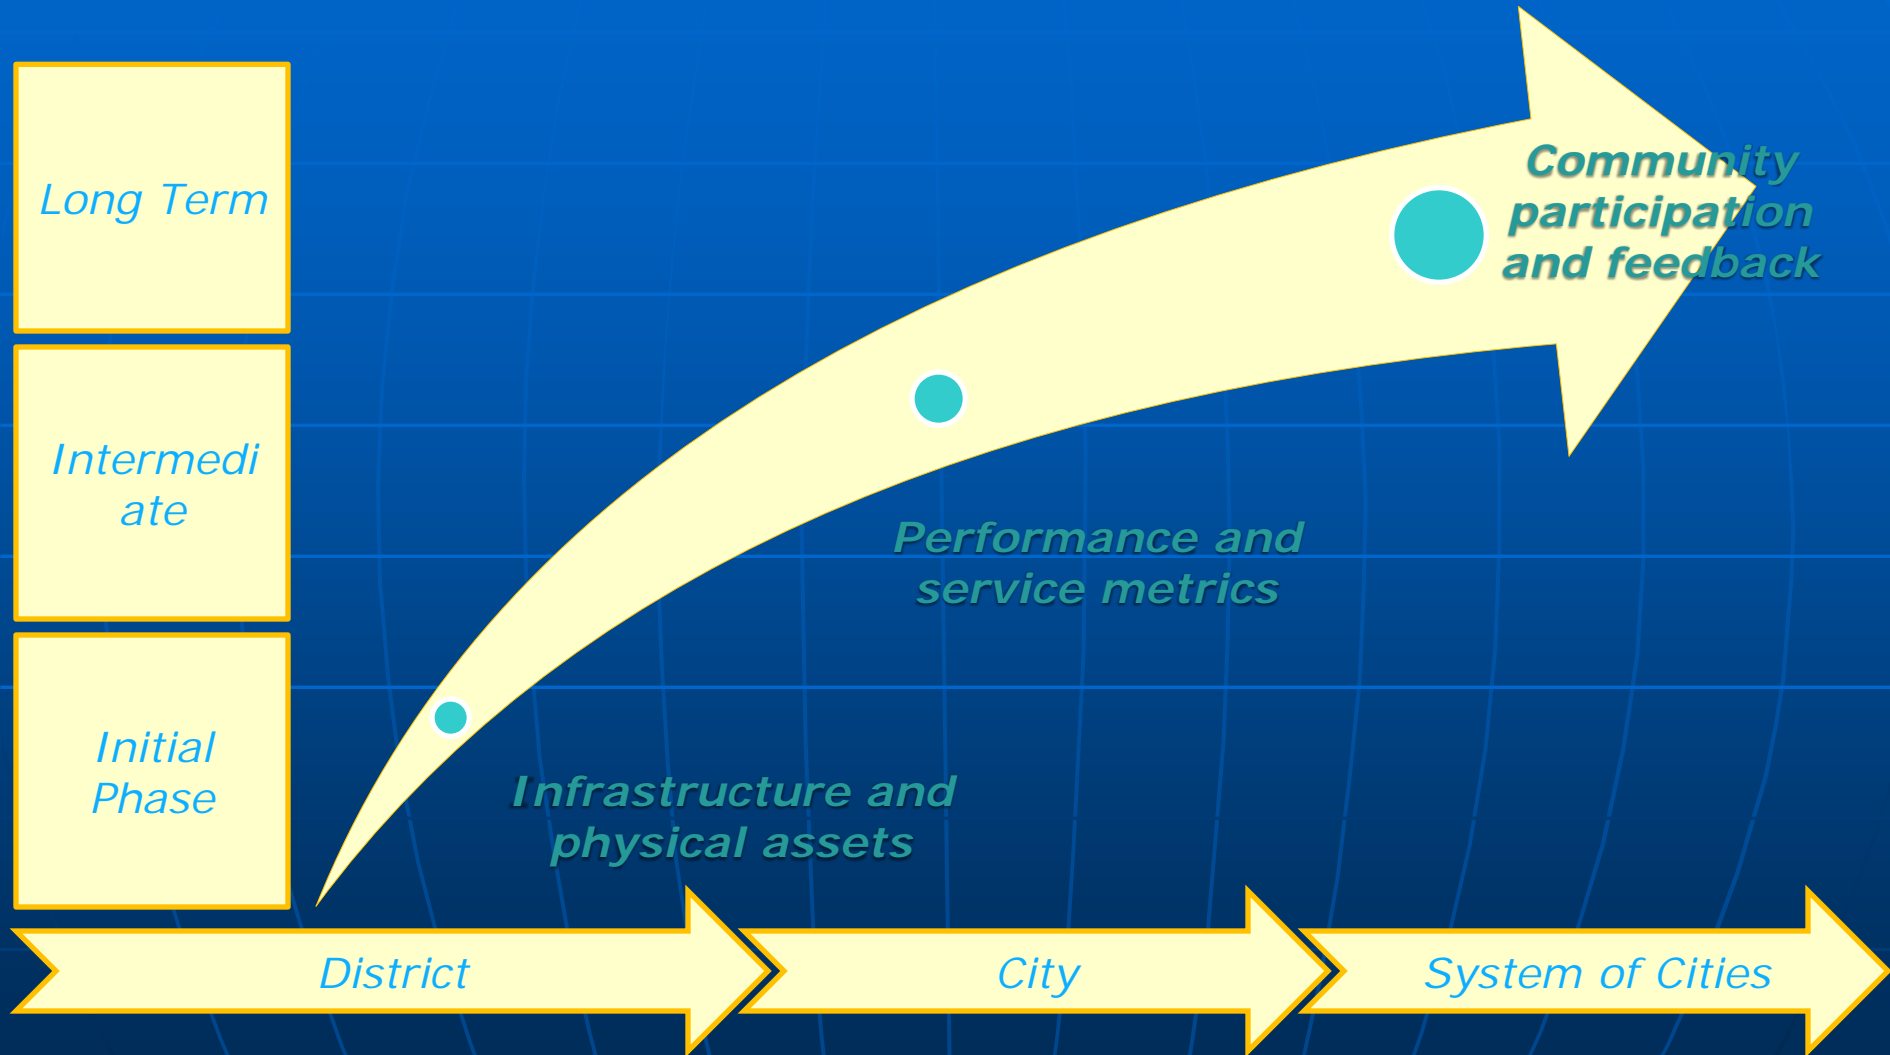 Long Term
Community
participation
and feedback
Intermedi
ate
Performance and
service metrics
Initial
Phase
Infrastructure and
physical assets
District
City
System of Cities